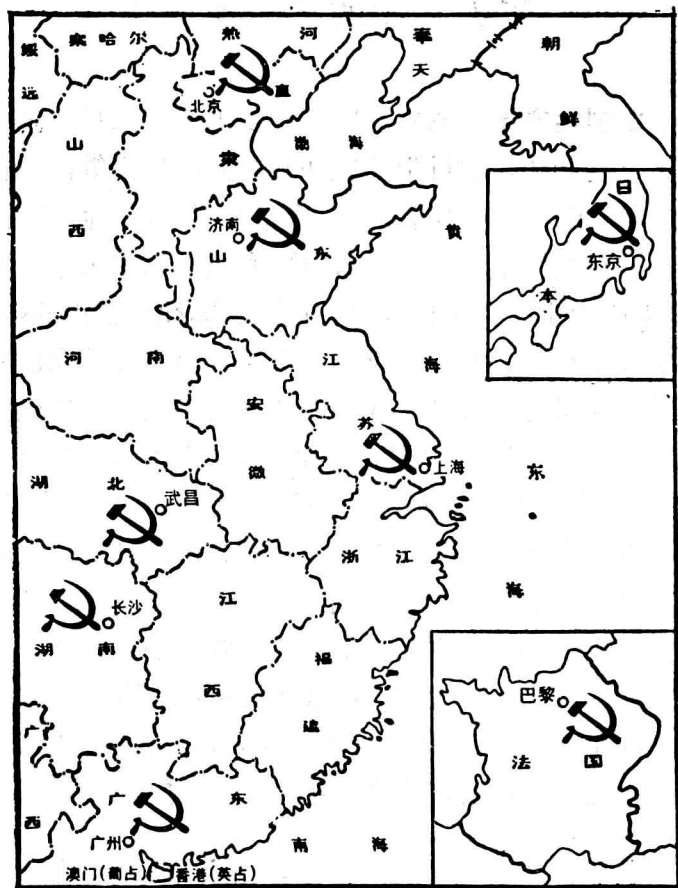 绥远
察哈尔
热河
奉天
朝鲜
北京
直隶
渤海
山西
济南
山东
黄海
日本
东京
河南
江苏
安徽
上海
东海
湖北
武昌
浙江
长沙
湖南
江西
福建
巴黎
法国
广西
广东
广州
南海
澳门(葡占)
香港(英占)